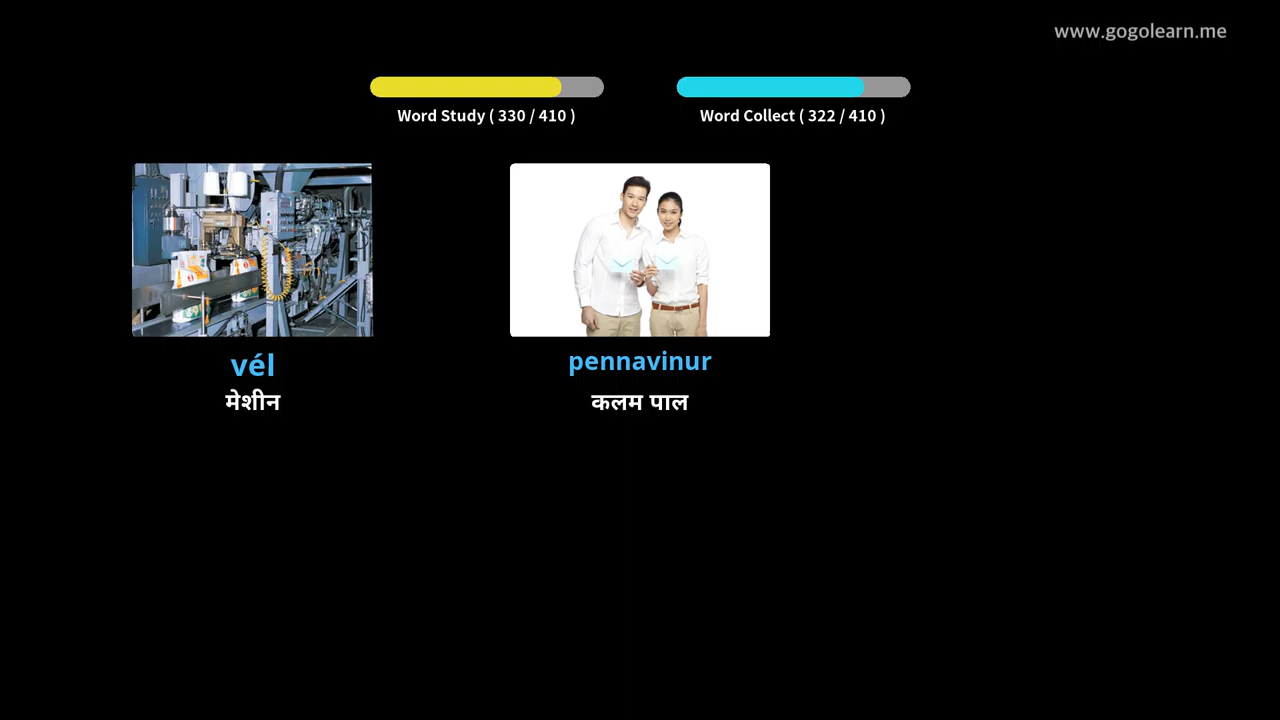 www.gogolearn.me
Word Study ( 330 / 410 )
Word Collect ( 322 / 410 )
vél
मेशीन
pennavinur
कलम पाल